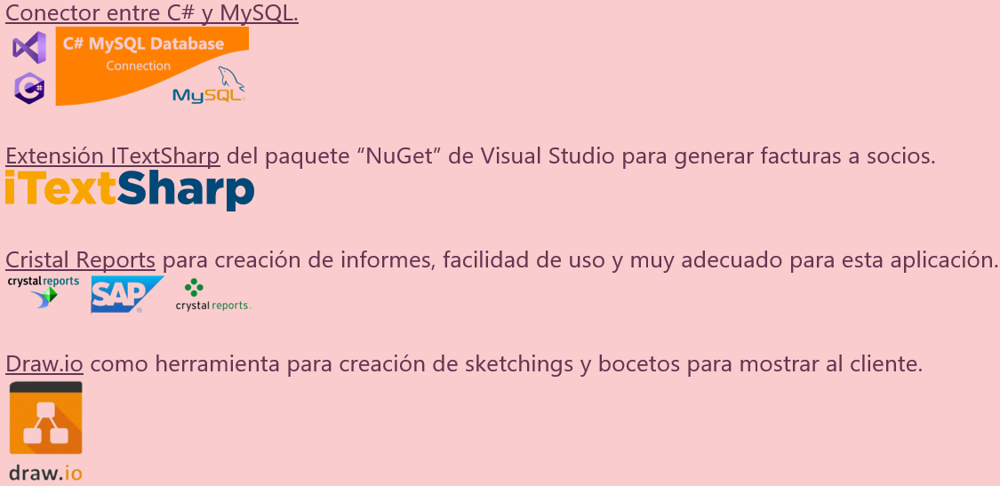 Conector entre C# y MySQL.
C# MySQL Database
Connection
C#
MySQL
Extensión ITextSharp del paquete “NuGet” de Visual Studio para generar facturas a socios.
iTextSharp
Cristal Reports para creación de informes, facilidad de uso y muy adecuado para esta aplicación.
crystal reports
SAP
crystal reports
Draw.io como herramienta para creación de sketchings y bocetos para mostrar al cliente.
draw.io